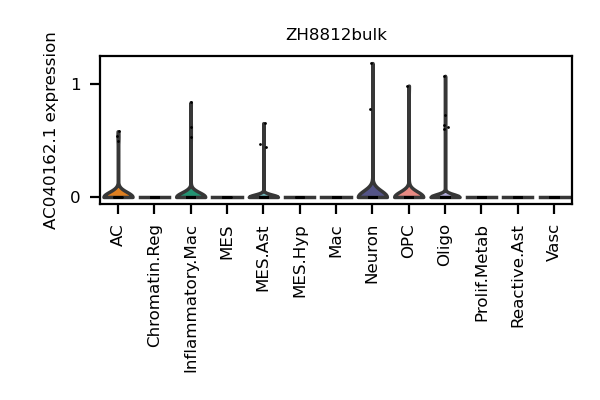 ZH8812bulk
AC040162.1 expression
1
0
AC
Chromatin.Reg
Inflammatory.Mac
MES
MES.Ast
MES.Hyp
Mac
Neuron
OPC
Oligo
Prolif.Metab
Reactive.Ast
Vasc